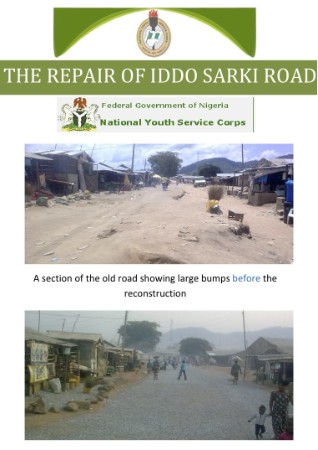 THE REPAIR OF IDDO SARKI ROAD
Federal Government of Nigeria
National Youth Service Corps
A section of the old road showing large bumps before the
reconstruction